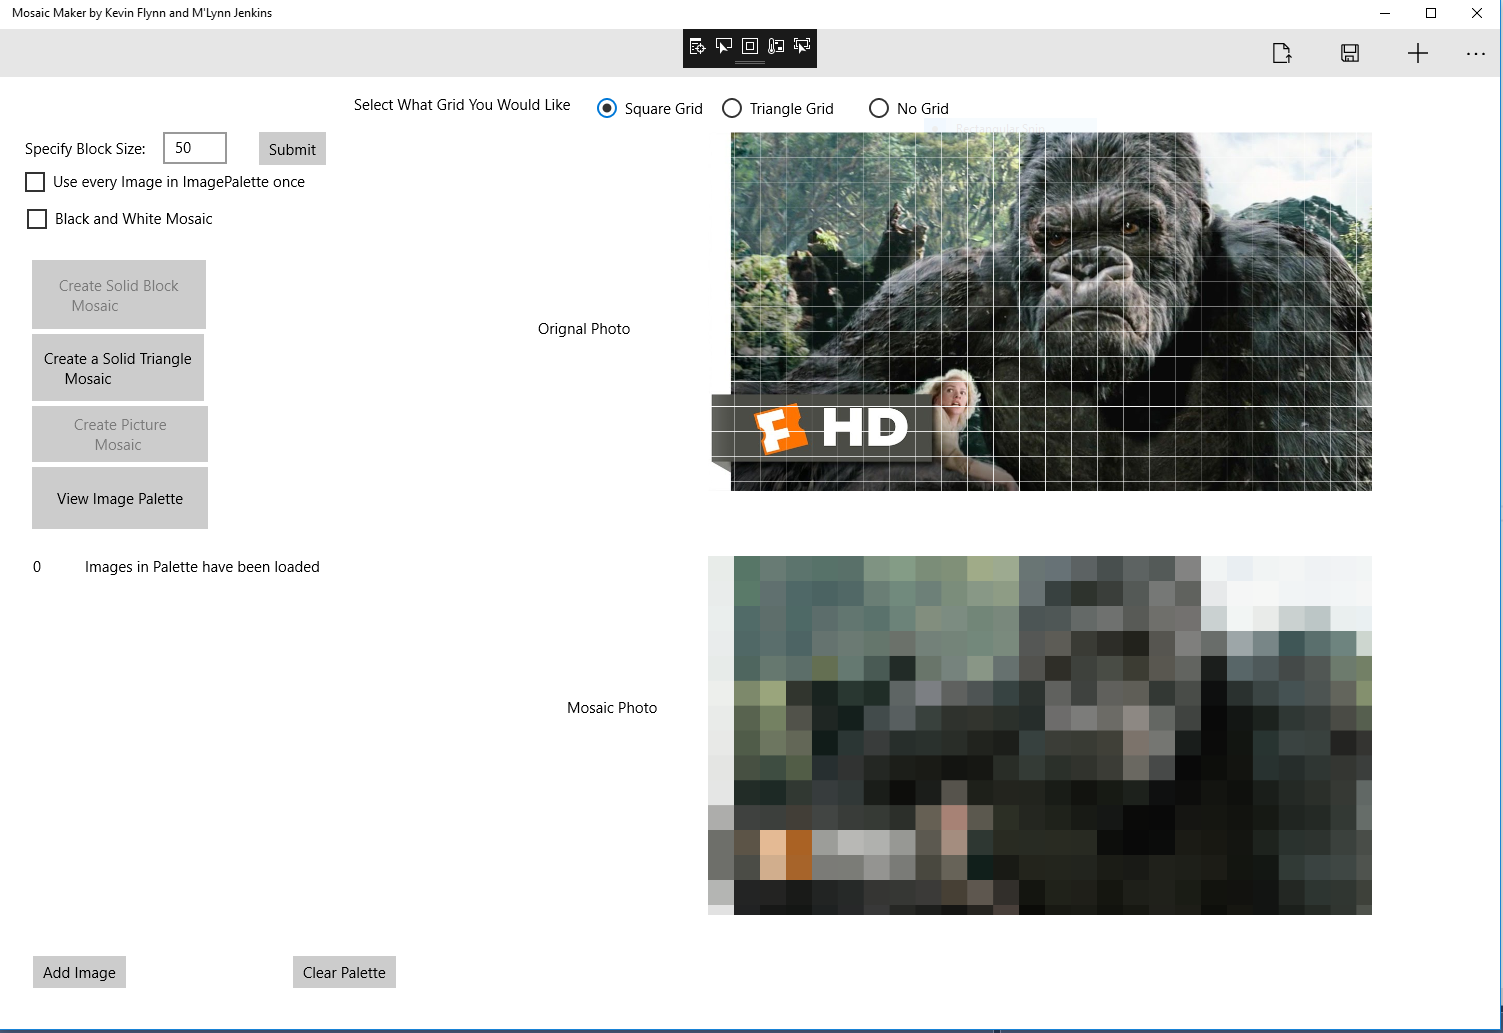 Mosaic Maker by Kevin Flynn and M'Lynn Jenkins
Select What Grid You Would Like
Square Grid
Triangle Grid
No Grid
Rectangular Snip
Specify Block Size:
50
Submit
Use every Image in ImagePalette once
Black and White Mosaic
Create Solid Block
Mosaic
Create a Solid Triangle
Mosaic
Create Picture
Mosaic
View Image Palette
Orignal Photo
F HD
0
Images in Palette have been loaded
Mosaic Photo
Add Image
Clear Palette